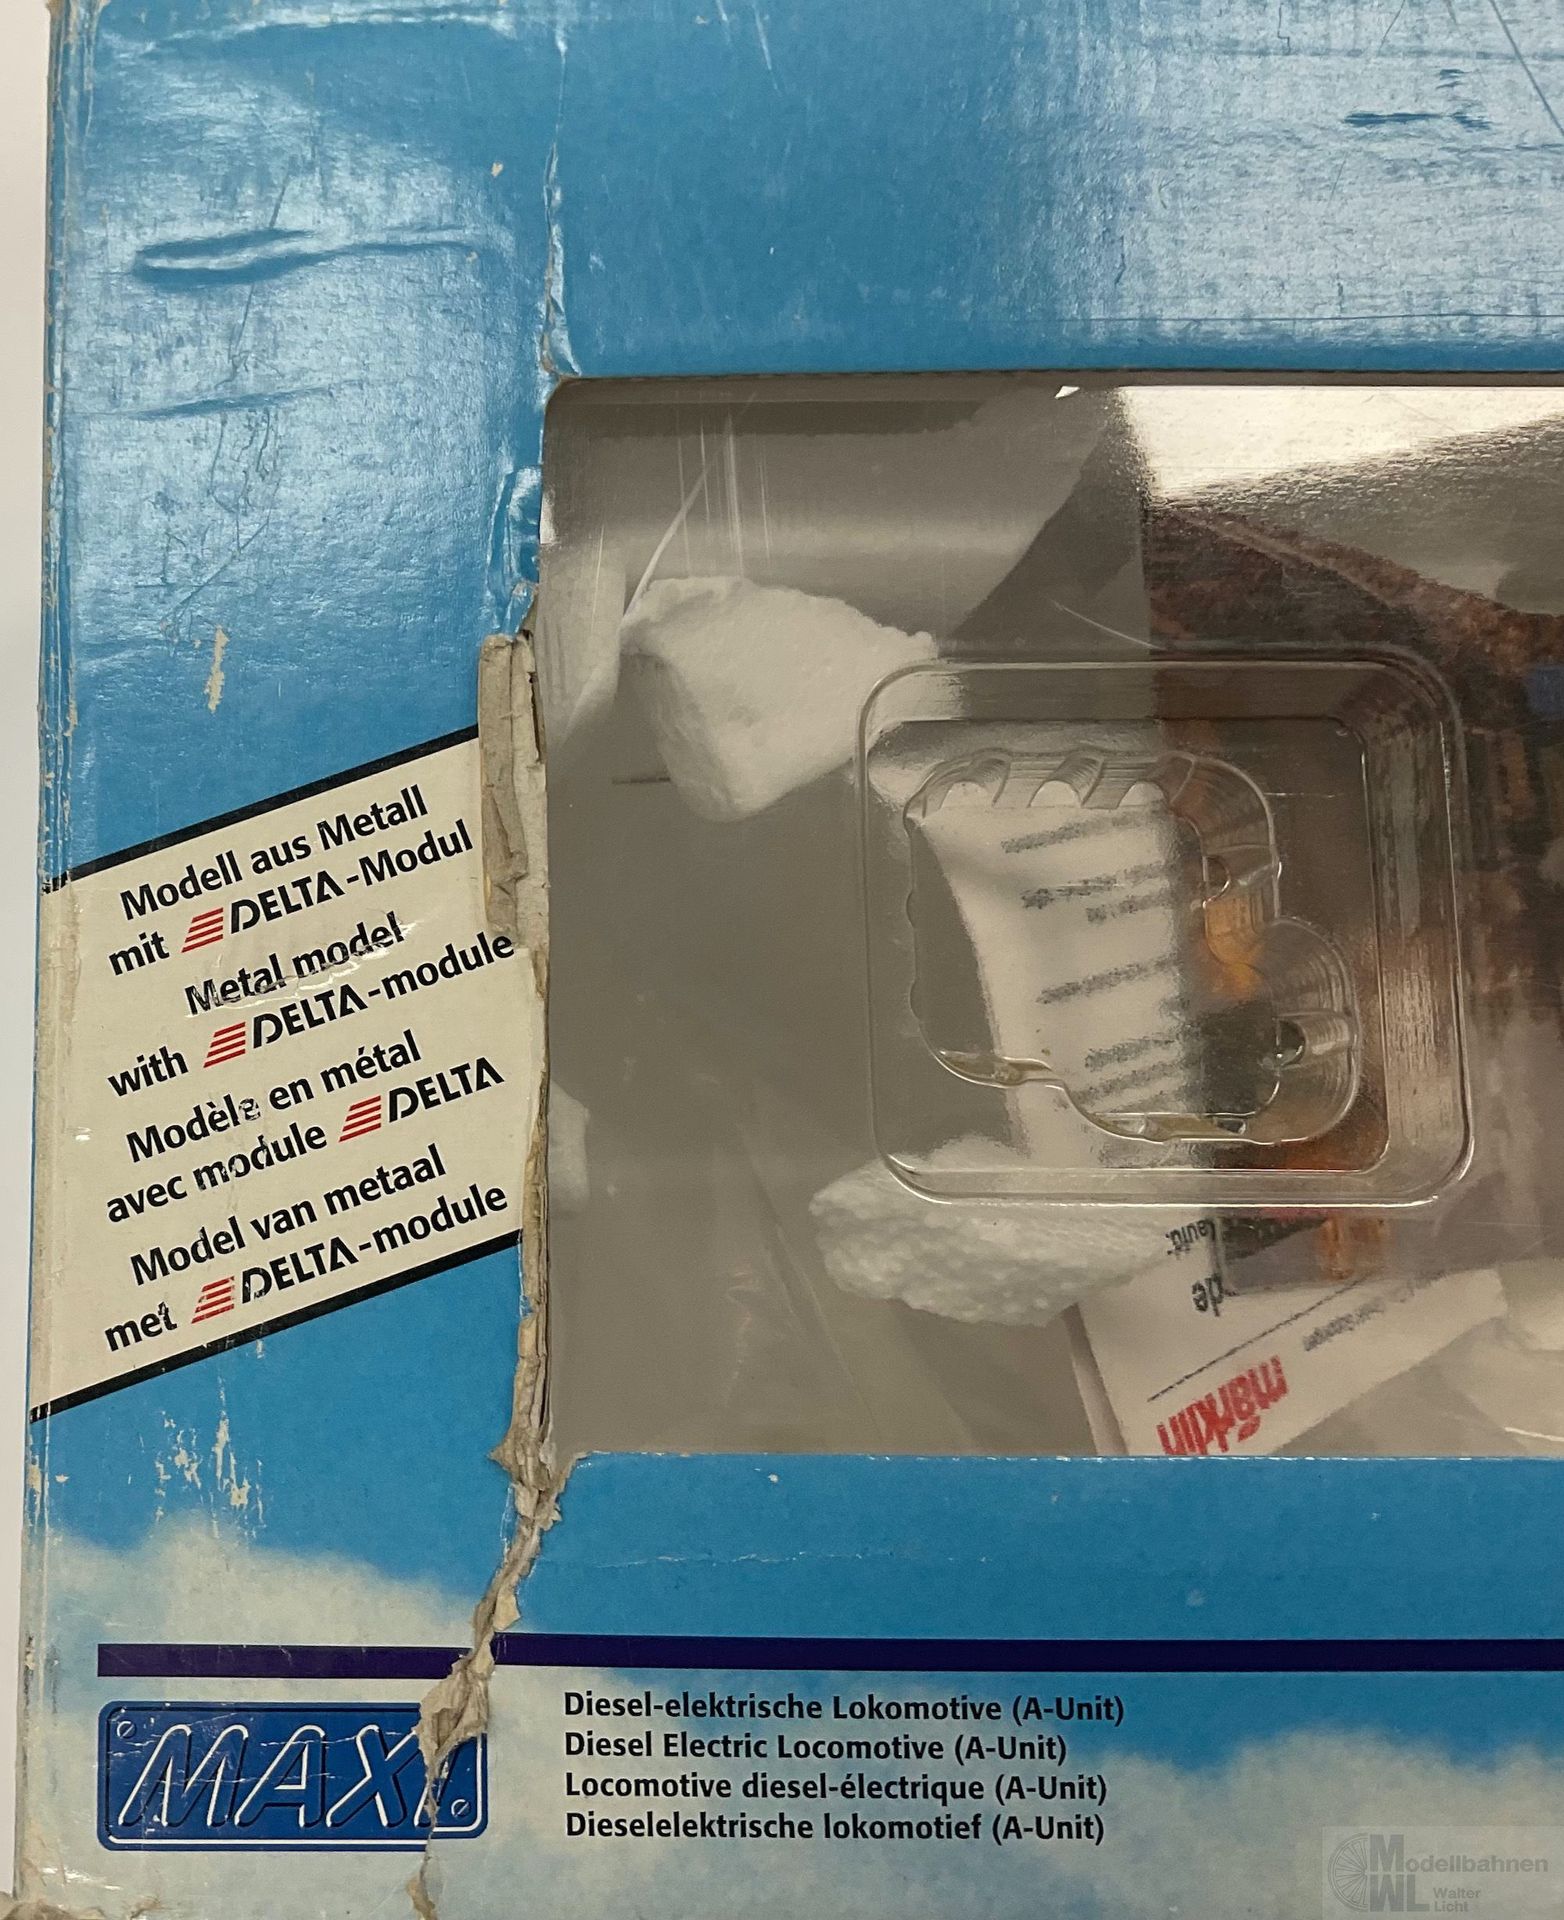 Modell aus Metall
mit DELTA-Modul
Metal model
with DELTA-module
Modèle en métal
avec module DELTA
Model van metaal
met DELTA-module
de
märklin
MAXI
Diesel-elektrische Lokomotive (A-Unit)
Diesel Electric Locomotive (A-Unit)
Locomotive diesel-électrique (A-Unit)
Dieselelektrische lokomotief (A-Unit)
Modellbahnen
WL Walter
Licht